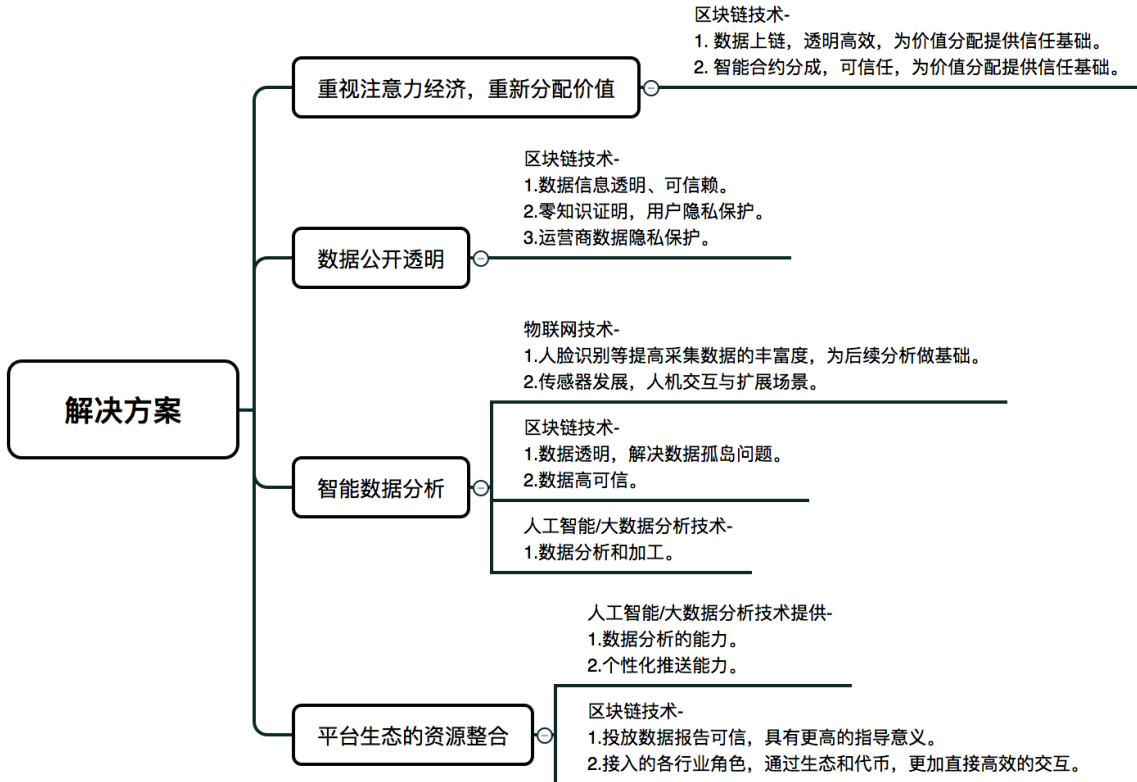 区块链技术-
1. 数据上链，透明高效，为价值分配提供信任基础。
2. 智能合约分成，可信任，为价值分配提供信任基础。
重视注意力经济，重新分配价值
区块链技术-
1.数据信息透明、可信赖。
2.零知识证明，用户隐私保护。
3.运营商数据隐私保护。
数据公开透明
物联网技术-
1.人脸识别等提高采集数据的丰富度，为后续分析做基础。
2.传感器发展，人机交互与扩展场景。
解决方案
区块链技术-
1.数据透明，解决数据孤岛问题。
2.数据高可信。
智能数据分析
人工智能/大数据分析技术-
1.数据分析和加工。
人工智能/大数据分析技术提供-
1.数据分析的能力。
2.个性化推送能力。
平台生态的资源整合
区块链技术-
1.投放数据报告可信，具有更高的指导意义。
2.接入的各行业角色，通过生态和代币，更加直接高效的交互。